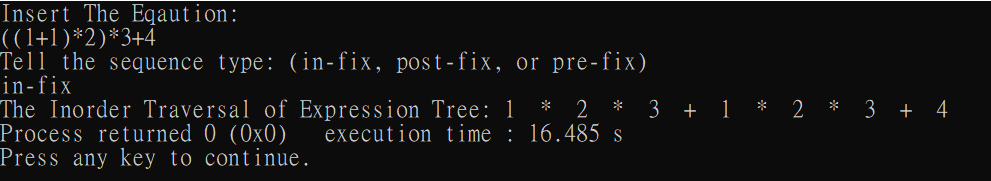 Insert The Eqaution:
((1+1)*2)*3+4
Tell the sequence type: (in-fix, post-fix, or pre-fix)
in-fix
The Inorder Traversal of Expression Tree: 1 * 2 * 3 + 1 * 2 * 3 + 4
Process returned 0 (0x0) execution time : 16.485 s
Press any key to continue.